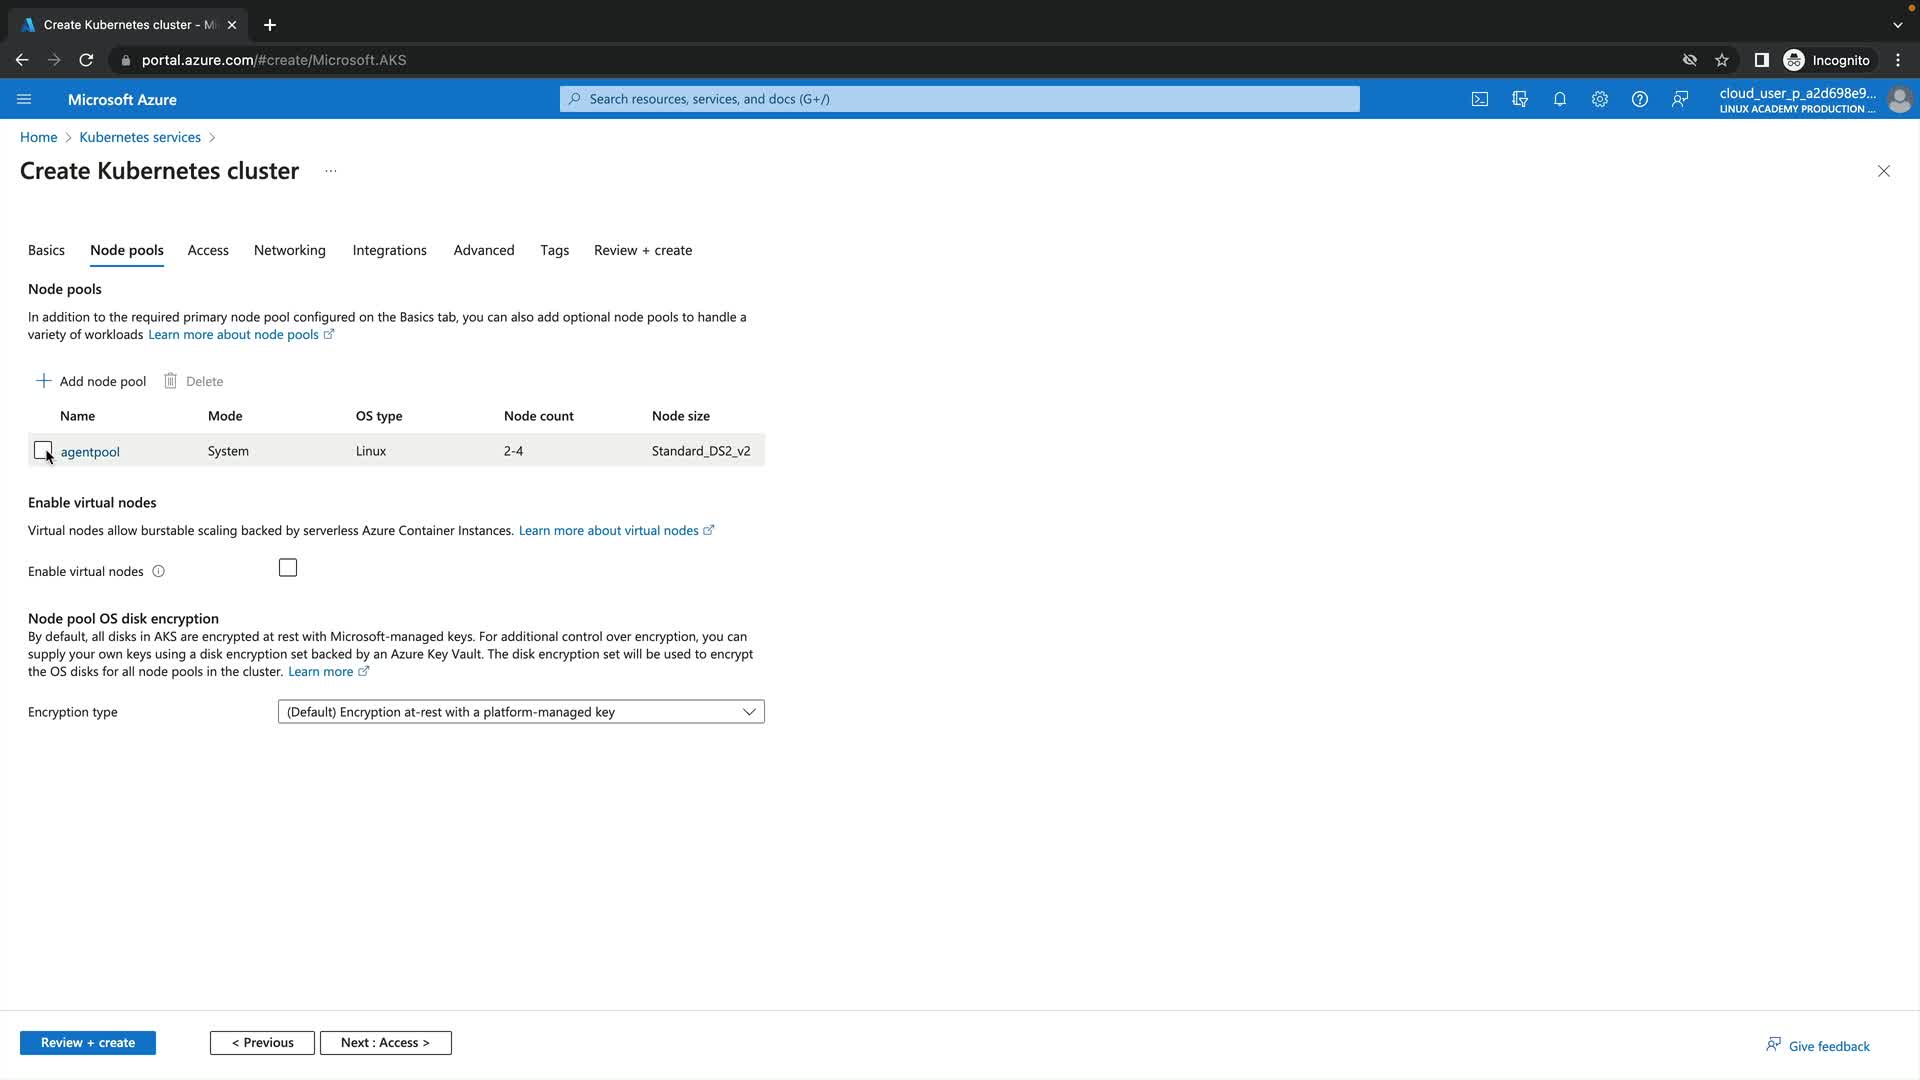 Create Kubernetes cluster - Mi
portal.azure.com/#create/Microsoft.AKS
Incognito
Microsoft Azure
Search resources, services, and docs (G+/)
cloud_user_p_a2d698e9...
LINUX ACADEMY PRODUCTION ...
Home > Kubernetes services >
Create Kubernetes cluster ...
Basics Node pools Access Networking Integrations Advanced Tags Review + create
Node pools
In addition to the required primary node pool configured on the Basics tab, you can also add optional node pools to handle a
variety of workloads Learn more about node pools
Add node pool Delete
Name Mode OS type Node count Node size
agentpool System Linux 2-4 Standard_DS2_v2
Enable virtual nodes
Virtual nodes allow burstable scaling backed by serverless Azure Container Instances. Learn more about virtual nodes
Enable virtual nodes
Node pool OS disk encryption
By default, all disks in AKS are encrypted at rest with Microsoft-managed keys. For additional control over encryption, you can
supply your own keys using a disk encryption set backed by an Azure Key Vault. The disk encryption set will be used to encrypt
the OS disks for all node pools in the cluster. Learn more
Encryption type (Default) Encryption at-rest with a platform-managed key
Review + create < Previous Next : Access > Give feedback